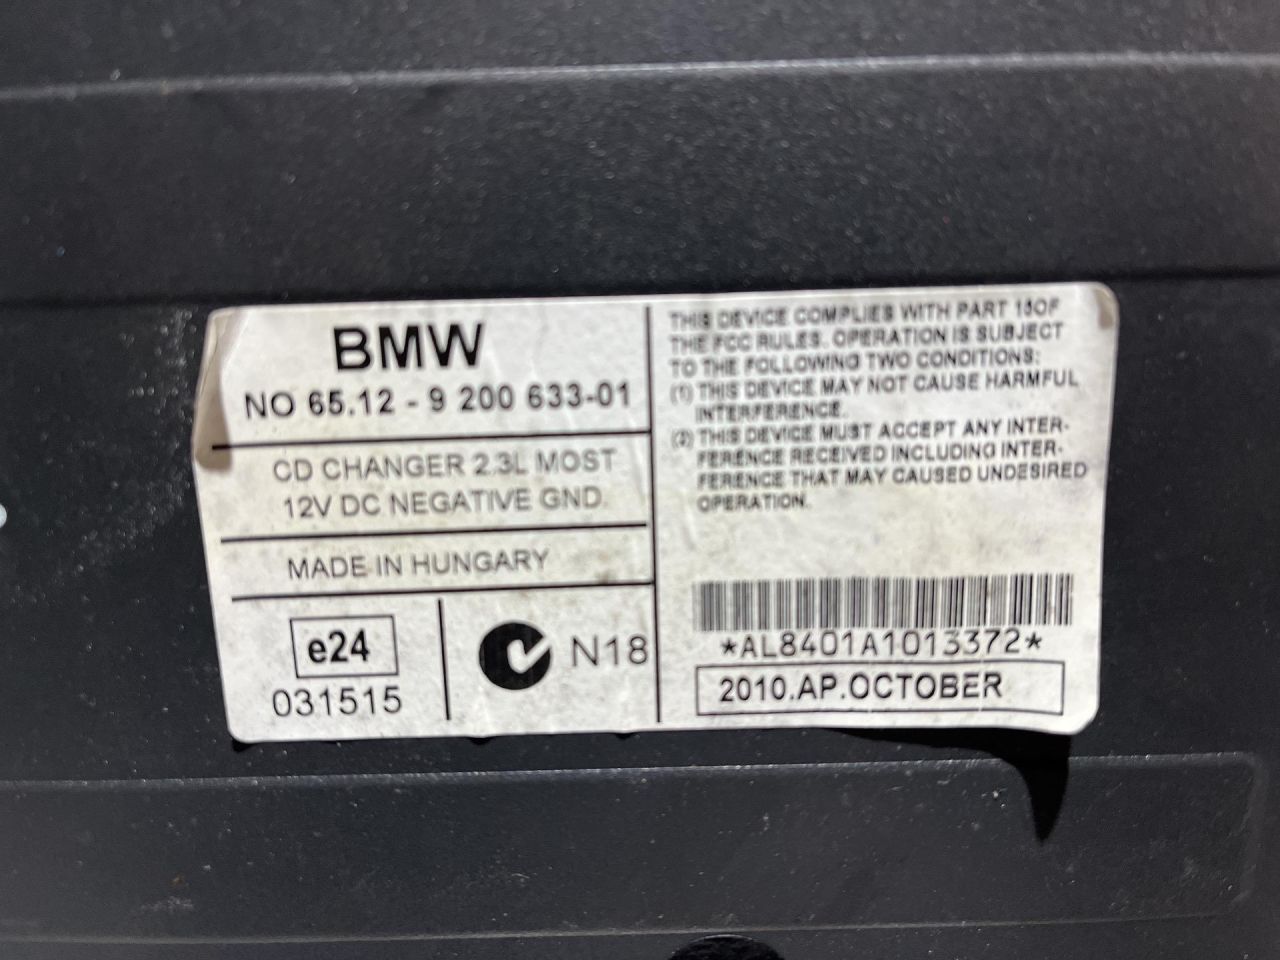 BMW
NO 65.12 - 9 200 633-01
CD CHANGER 2.3L MOST
12V DC NEGATIVE GND.
MADE IN HUNGARY
e24
031515
N18
THIS DEVICE COMPLIES WITH PART 15OF
THE FCC RULES. OPERATION IS SUBJECT
TO THE FOLLOWING TWO CONDITIONS:
(1) THIS DEVICE MAY NOT CAUSE HARMFUL
INTERFERENCE.
(2) THIS DEVICE MUST ACCEPT ANY INTER-
FERENCE RECEIVED INCLUDING INTER-
FERENCE THAT MAY CAUSED UNDESIRED
OPERATION.
*AL8401A1013372*
2010.AP.OCTOBER